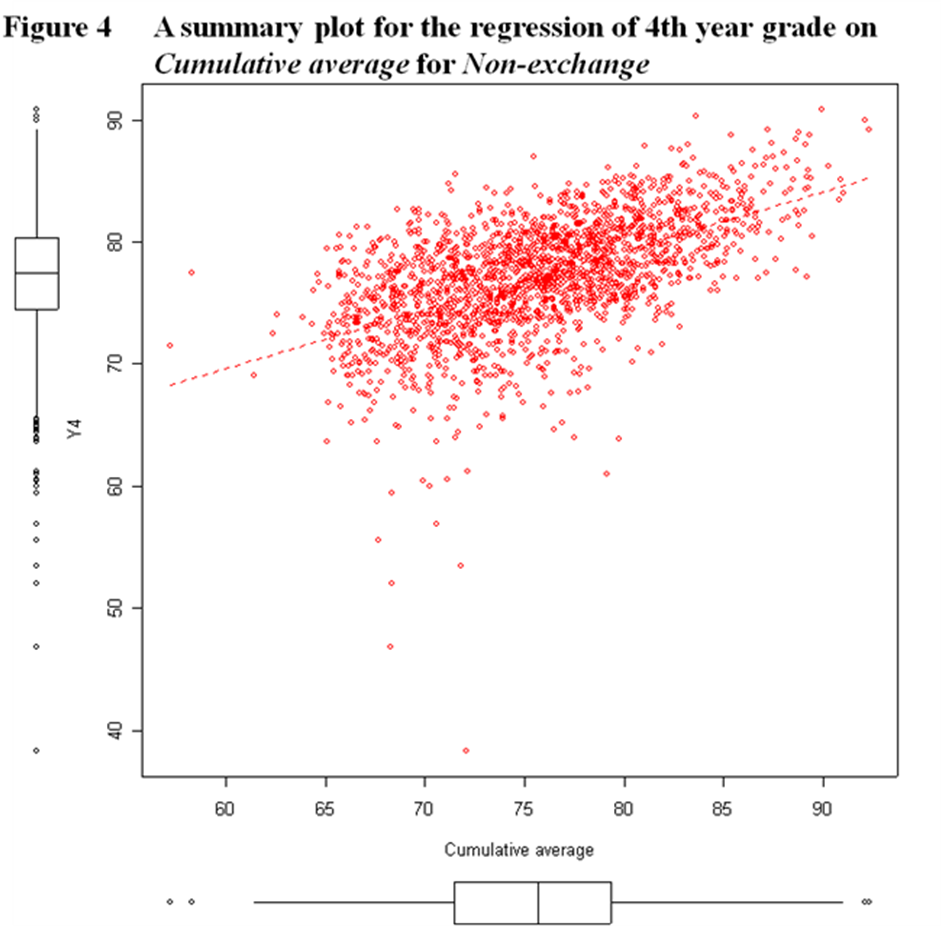 Figure 4 A summary plot for the regression of 4th year grade on
Cumulative average for Non-exchange
90
80
70
60
50
40
Y4
60 65 70 75 80 85 90
Cumulative average